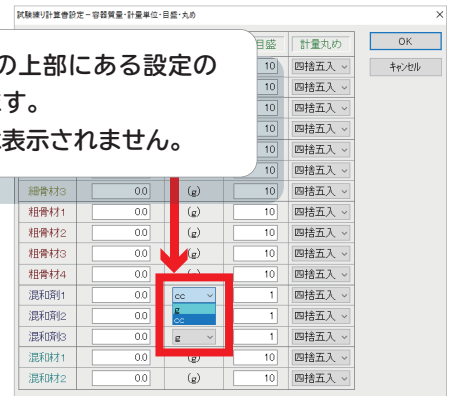 試験練り計算書設定－容器質量・計量単位・目盛・丸め ×
の上部にある設定の
す。
表示されません。
目盛 計量丸め OK
10 四捨五入 キャンセル
10 四捨五入
10 四捨五入
10 四捨五入
10 四捨五入
10 四捨五入
細骨材3 0.0 (g) 10 四捨五入
粗骨材1 0.0 (g) 10 四捨五入
粗骨材2 0.0 (g) 10 四捨五入
粗骨材3 0.0 (g) 10 四捨五入
粗骨材4 0.0 10 四捨五入
混和剤1 0.0 cc 1 四捨五入
g
cc
混和剤2 0.0 1 四捨五入
混和剤3 0.0 g 1 四捨五入
混和材1 0.0 (g) 10 四捨五入
混和材2 0.0 (g) 10 四捨五入